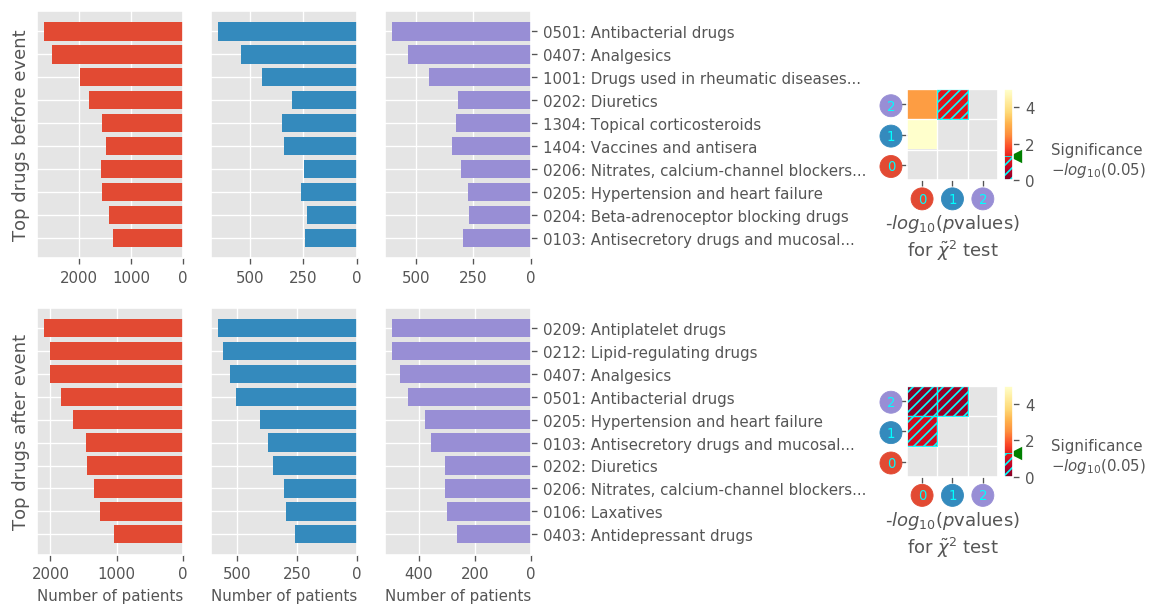 Top drugs before event
0501: Antibacterial drugs
0407: Analgesics
1001: Drugs used in rheumatic diseases...
0202: Diuretics
1304: Topical corticosteroids
1404: Vaccines and antisera
0206: Nitrates, calcium-channel blockers...
0205: Hypertension and heart failure
0204: Beta-adrenoceptor blocking drugs
0103: Antisecretory drugs and mucosal...
2000 1000 0
500 250 0
500 250 0
2
1
0
0 1 2
4
2
0
Significance
−log₁₀(0.05)
-log₁₀(pvalues)
for χ̃² test
Top drugs after event
0209: Antiplatelet drugs
0212: Lipid-regulating drugs
0407: Analgesics
0501: Antibacterial drugs
0205: Hypertension and heart failure
0103: Antisecretory drugs and mucosal...
0202: Diuretics
0206: Nitrates, calcium-channel blockers...
0106: Laxatives
0403: Antidepressant drugs
2000 1000 0
500 250 0
400 200 0
Number of patients
Number of patients
Number of patients
2
1
0
0 1 2
4
2
0
Significance
−log₁₀(0.05)
-log₁₀(pvalues)
for χ̃² test